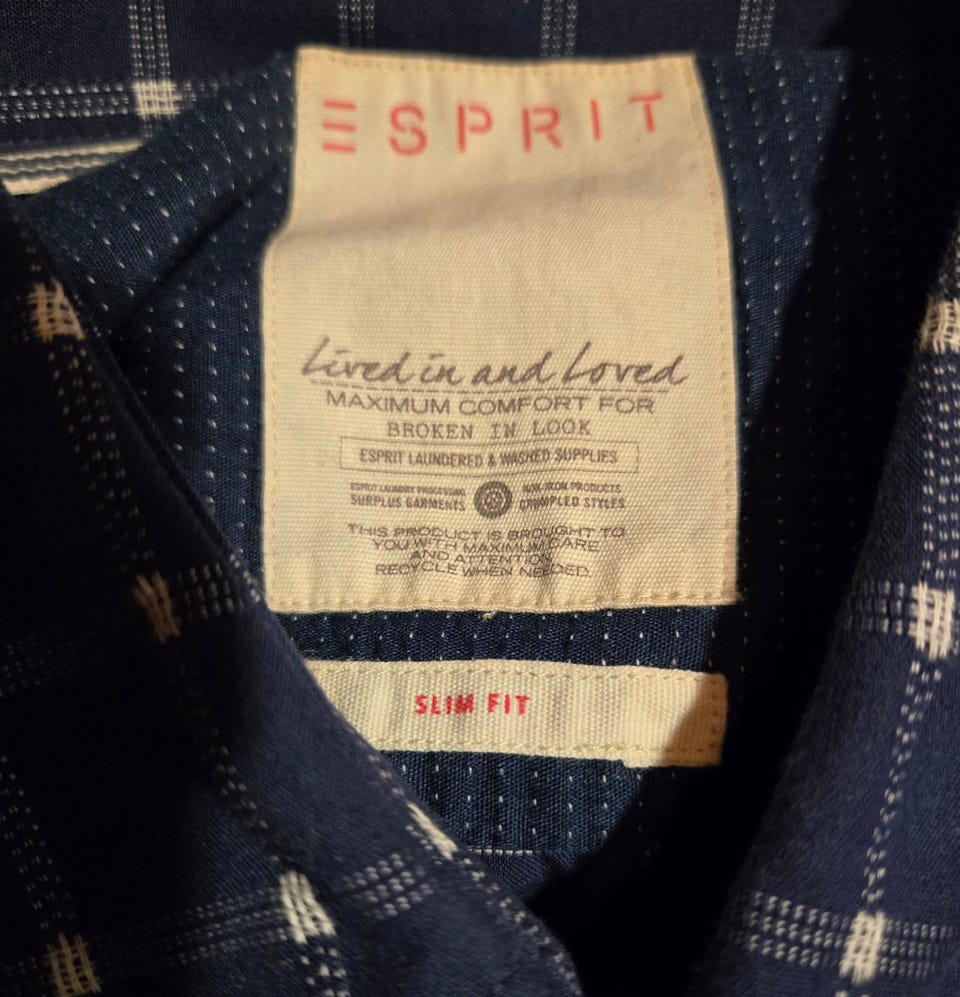 ESPRIT
Lived in and Loved
MAXIMUM COMFORT FOR
BROKEN IN LOOK
ESPRIT LAUNDERED & WASHED SUPPLIES
ESPRIT LAUNDRY PROCESSING
SURPLUS GARMENTS
NON-IRON PRODUCTS
CRUMPLED STYLES
THIS PRODUCT IS BROUGHT TO
YOU WITH MAXIMUM CARE
AND ATTENTION
RECYCLE WHEN NEEDED.
SLIM FIT